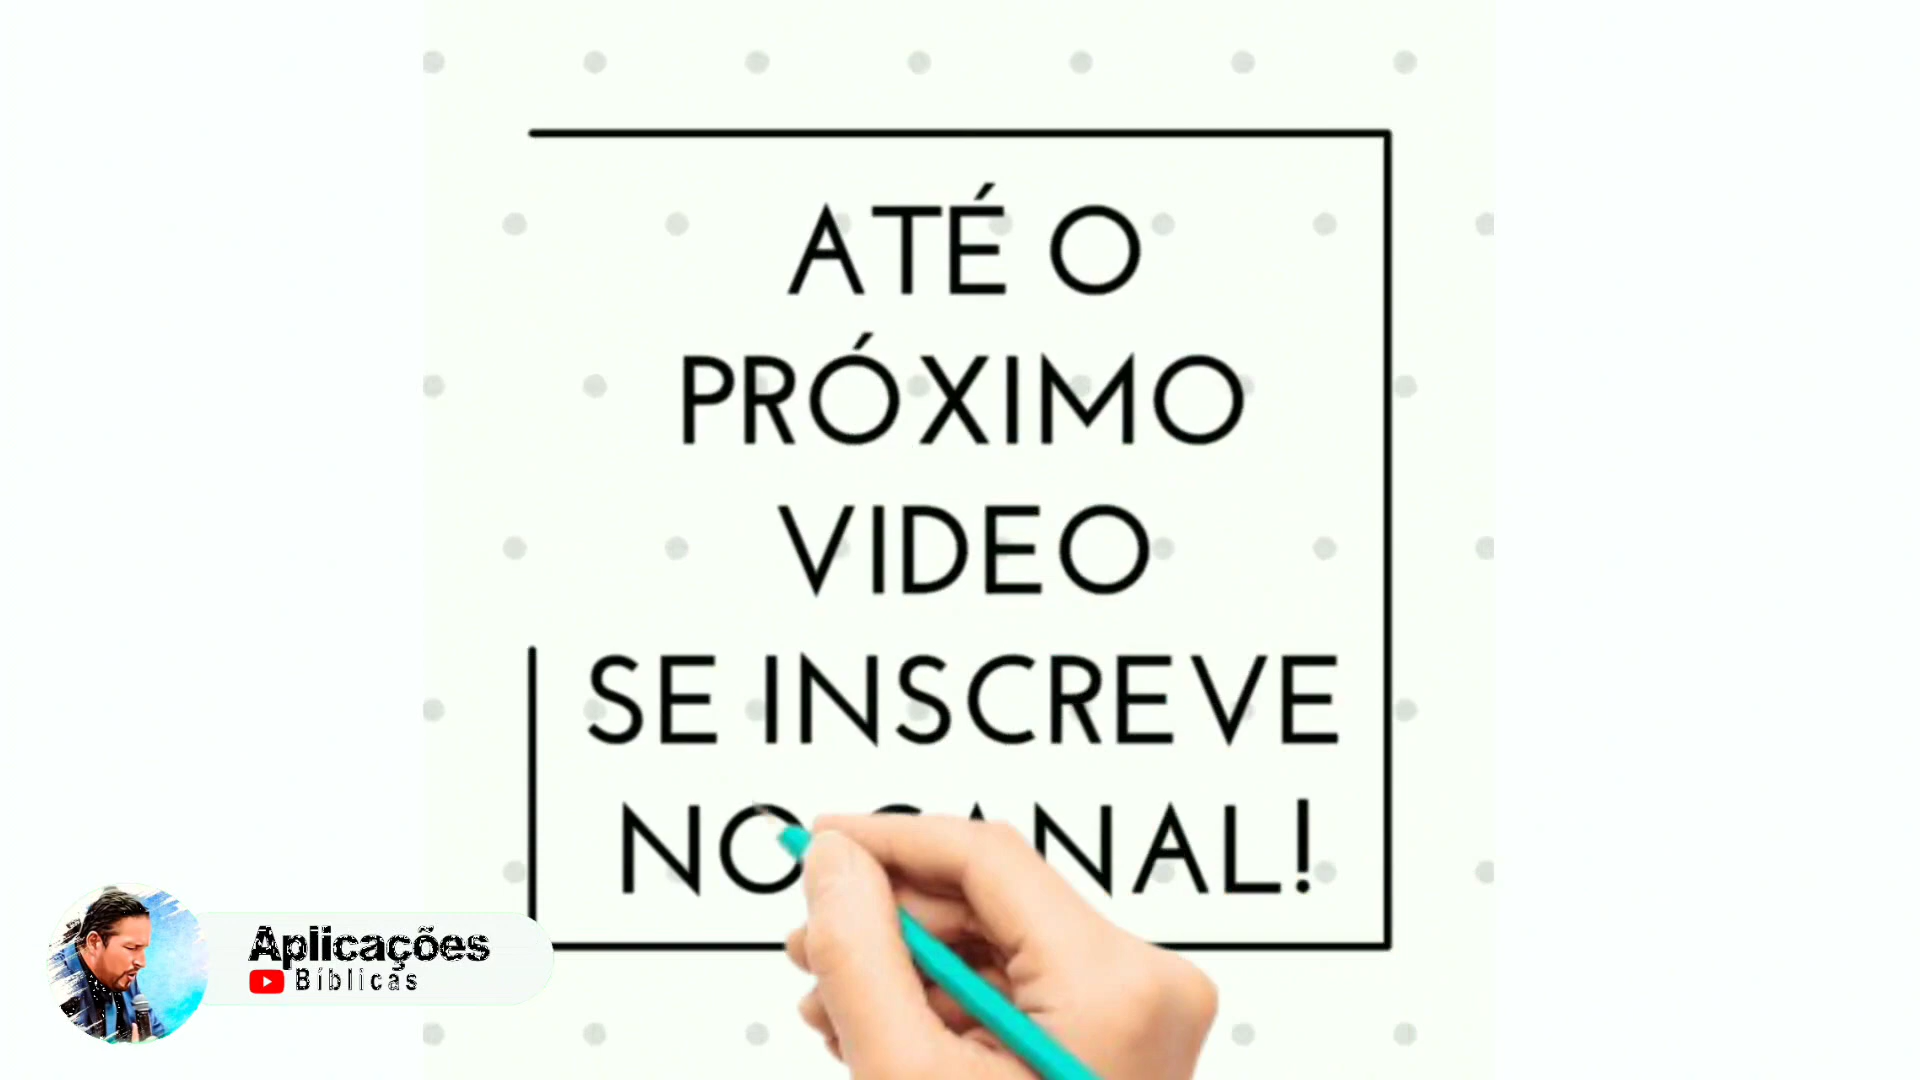 ATÉ O
PRÓXIMO
VIDEO
SE INSCREVE
NO CANAL!
Aplicações
Bíblicas